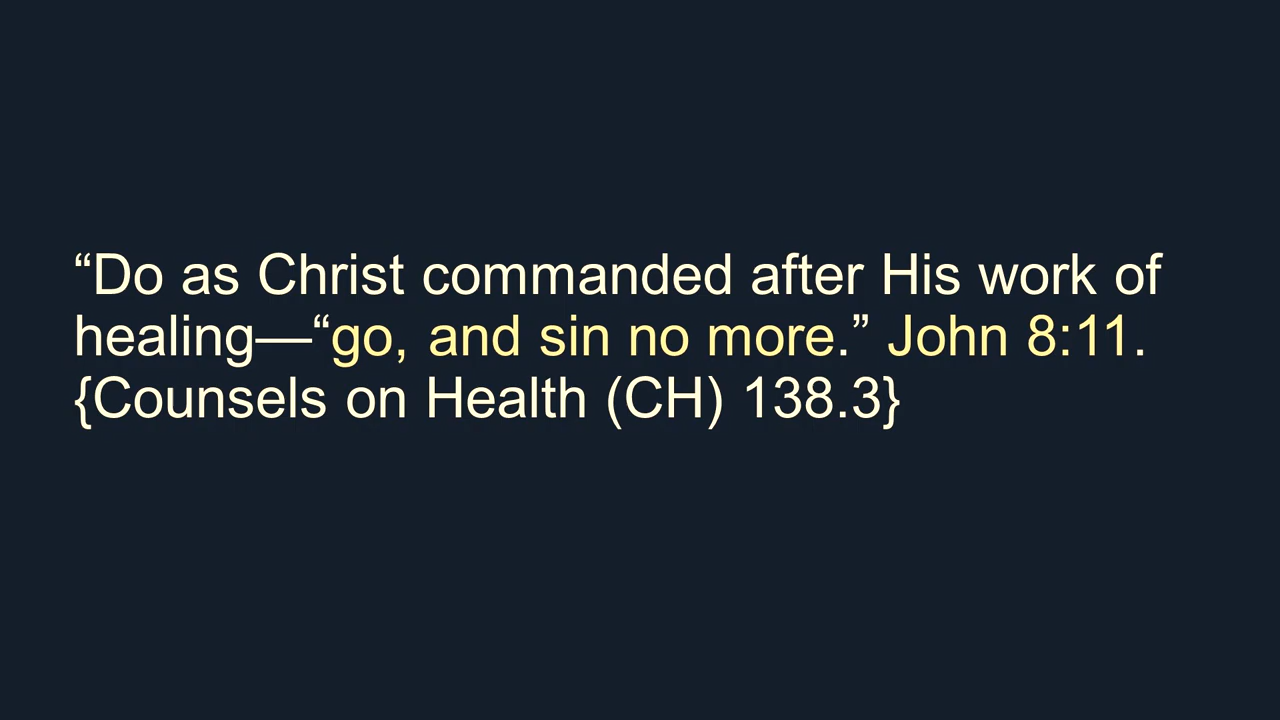 “Do as Christ commanded after His work of
healing—“go, and sin no more.” John 8:11.
{Counsels on Health (CH) 138.3}